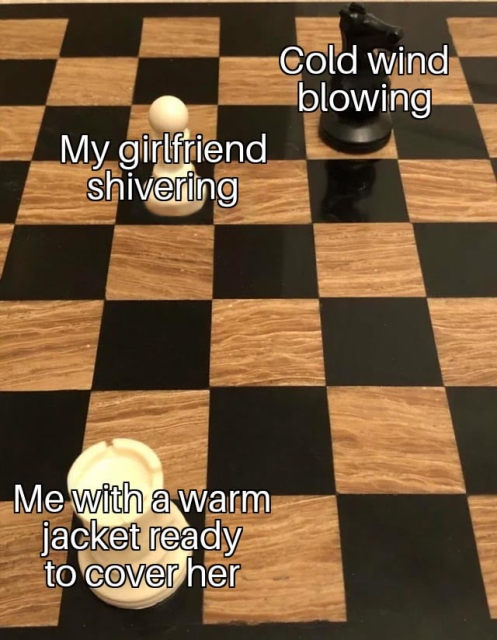 Cold wind
blowing
My girlfriend
shivering
Me with a warm
jacket ready
to cover her